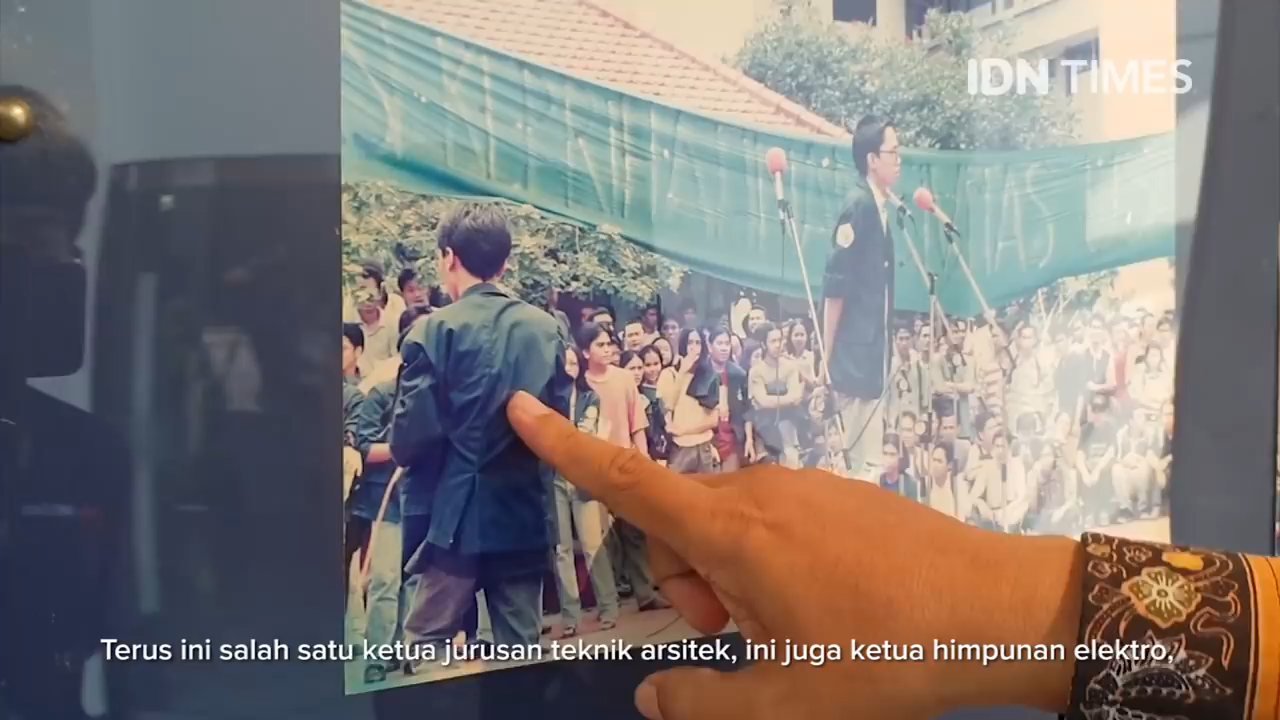 IDN TIMES
Terus ini salah satu ketua jurusan teknik arsitek, ini juga ketua himpunan elektro,